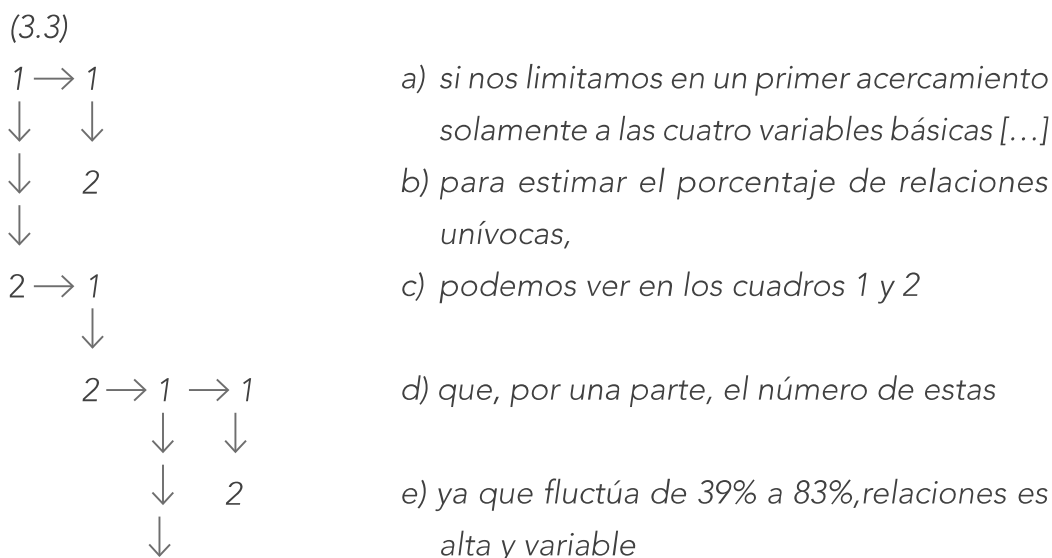 (3.3)
1 → 1 a) si nos limitamos en un primer acercamiento
↓ ↓ solamente a las cuatro variables básicas [...]
↓ 2 b) para estimar el porcentaje de relaciones
↓ unívocas,
2 → 1 c) podemos ver en los cuadros 1 y 2
↓
2 → 1 → 1 d) que, por una parte, el número de estas
↓ ↓
↓ 2 e) ya que fluctúa de 39% a 83%,relaciones es
↓ alta y variable